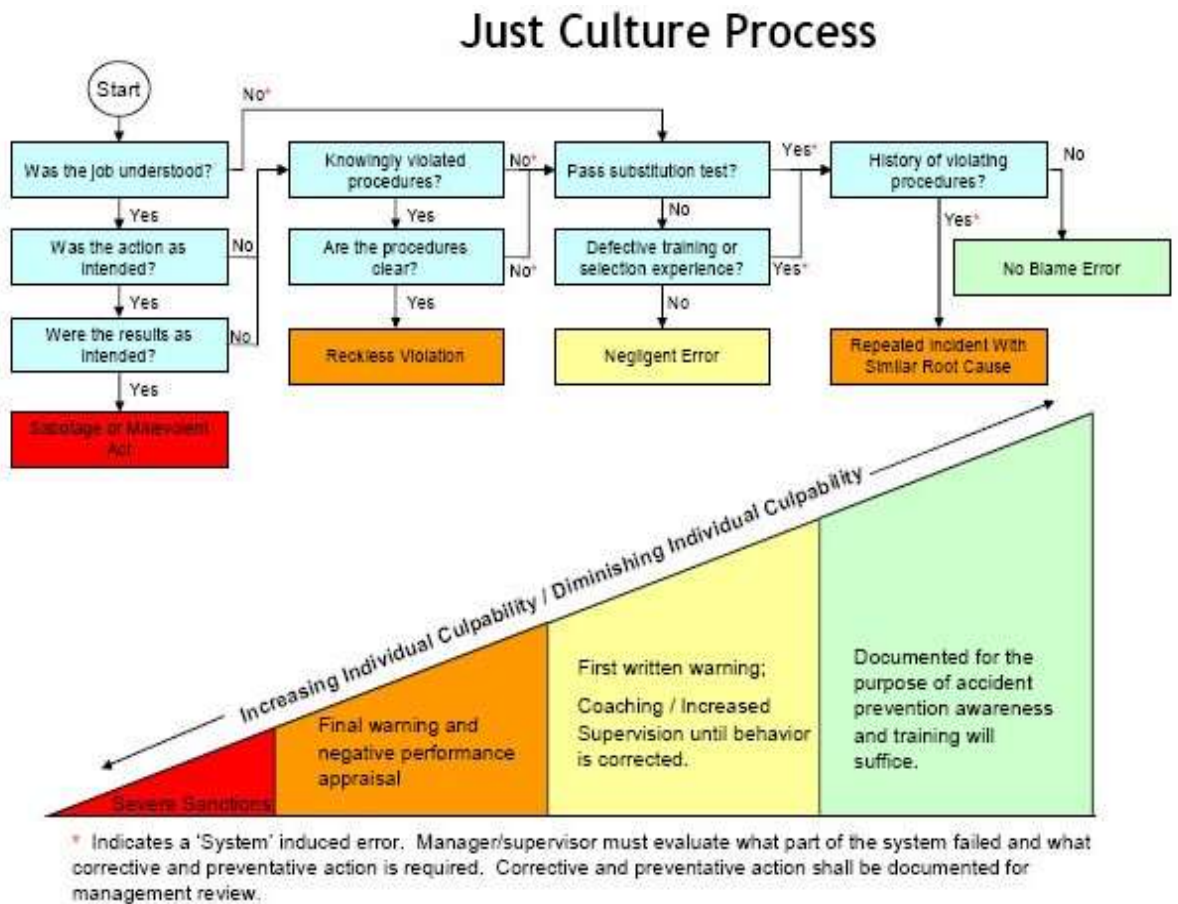 Just Culture Process
Start
No*
Was the job understood?
Knowingly violated
procedures?
No*
Pass substitution test?
Yes*
History of violating
procedures?
No
Yes
Yes
No
Yes*
Was the action as
intended?
No
Are the procedures
clear?
No*
Defective training or
selection experience?
Yes*
No Blame Error
Yes
Yes
No
Were the results as
intended?
No
Reckless Violation
Negligent Error
Repeated Incident With
Similar Root Cause
Yes
Sabotage or Malevolent
Act
Increasing Individual Culpability / Diminishing Individual Culpability
Severe Sanctions
Final warning and
negative performance
appraisal
First written warning;
Coaching / Increased
Supervision until behavior
is corrected.
Documented for the
purpose of accident
prevention awareness
and training will
suffice.
* Indicates a 'System' induced error. Manager/supervisor must evaluate what part of the system failed and what
corrective and preventative action is required. Corrective and preventative action shall be documented for
management review.